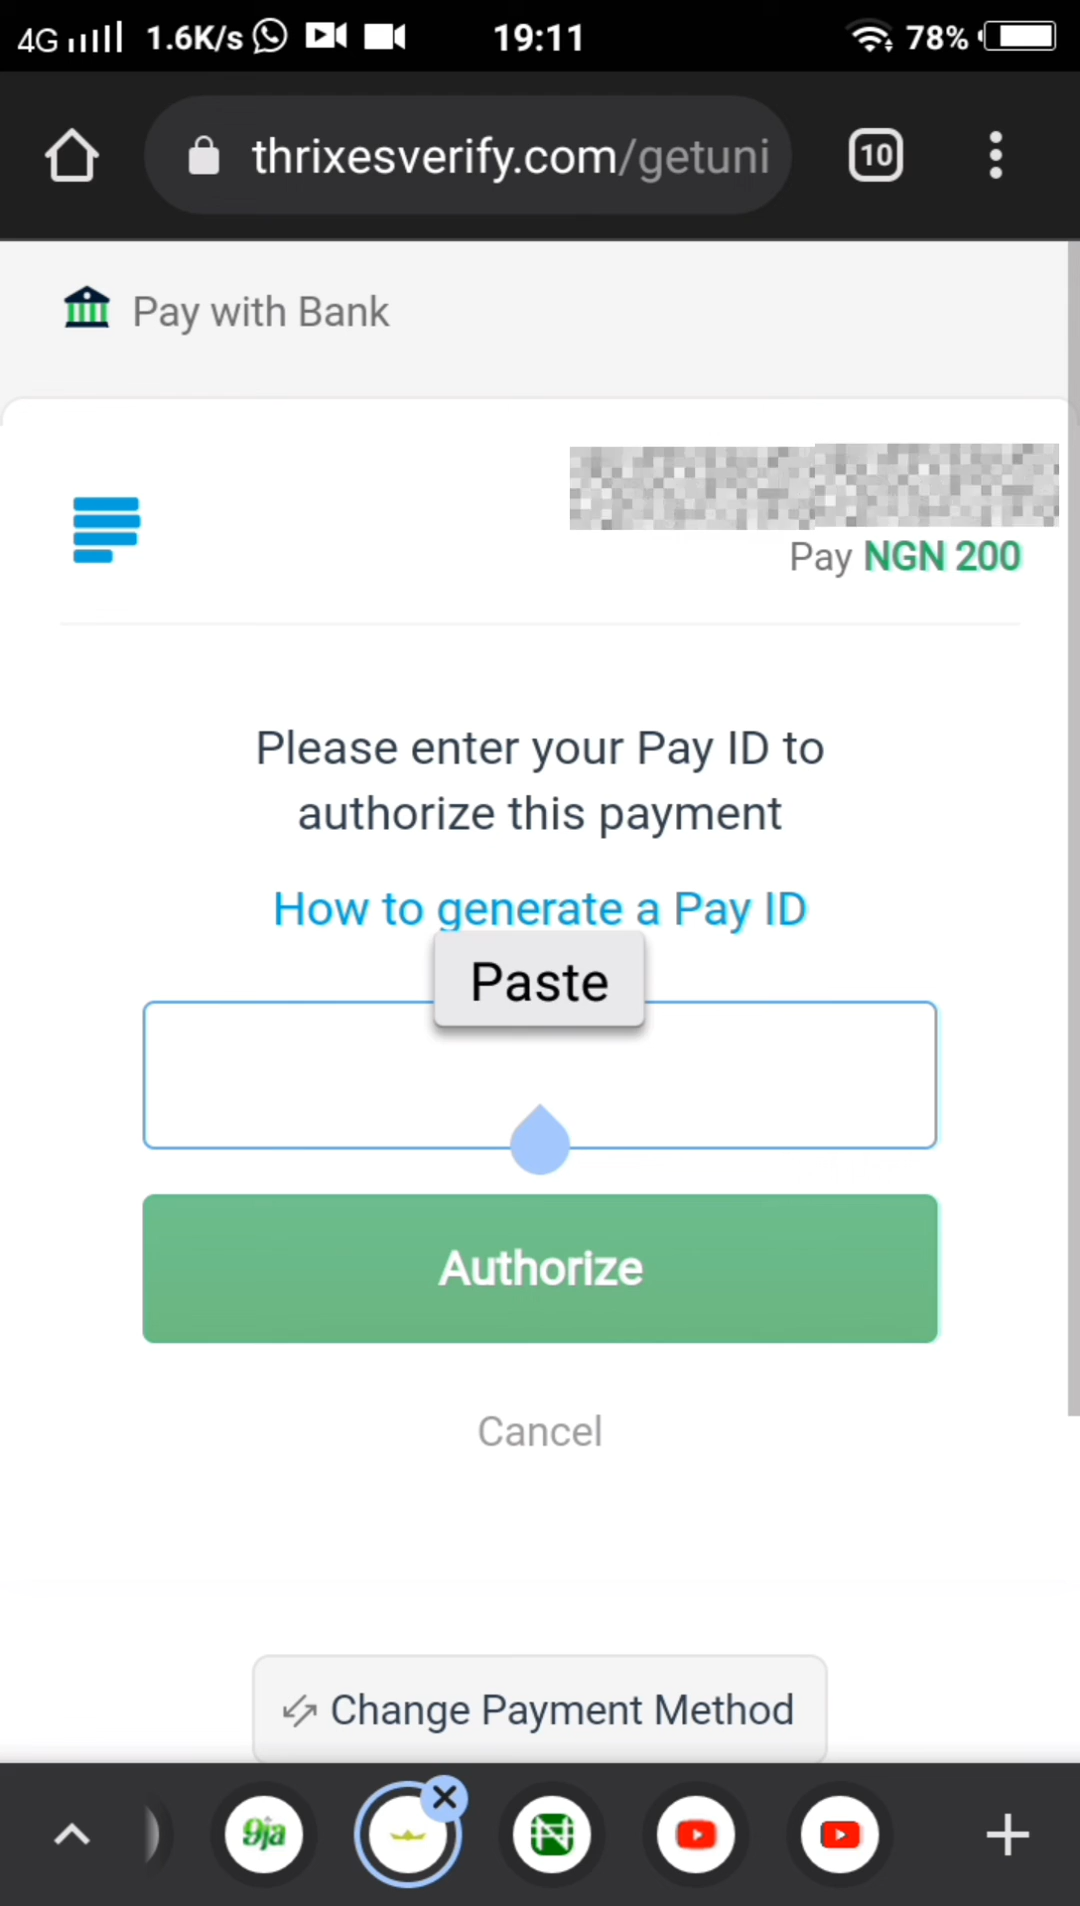 4G 1.6K/s 19:11 78%
thrixesverify.com/getuni
10
Pay with Bank
Pay NGN 200
Please enter your Pay ID to
authorize this payment
How to generate a Pay ID
Paste
Authorize
Cancel
Change Payment Method
9ja
N